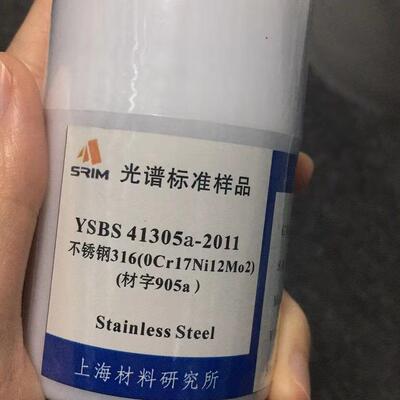 SRIM
光谱标准样品
YSBS 41305a-2011
不锈钢316(0Cr17Ni12Mo2)
(材字905a)
Stainless Steel
上海材料研究所